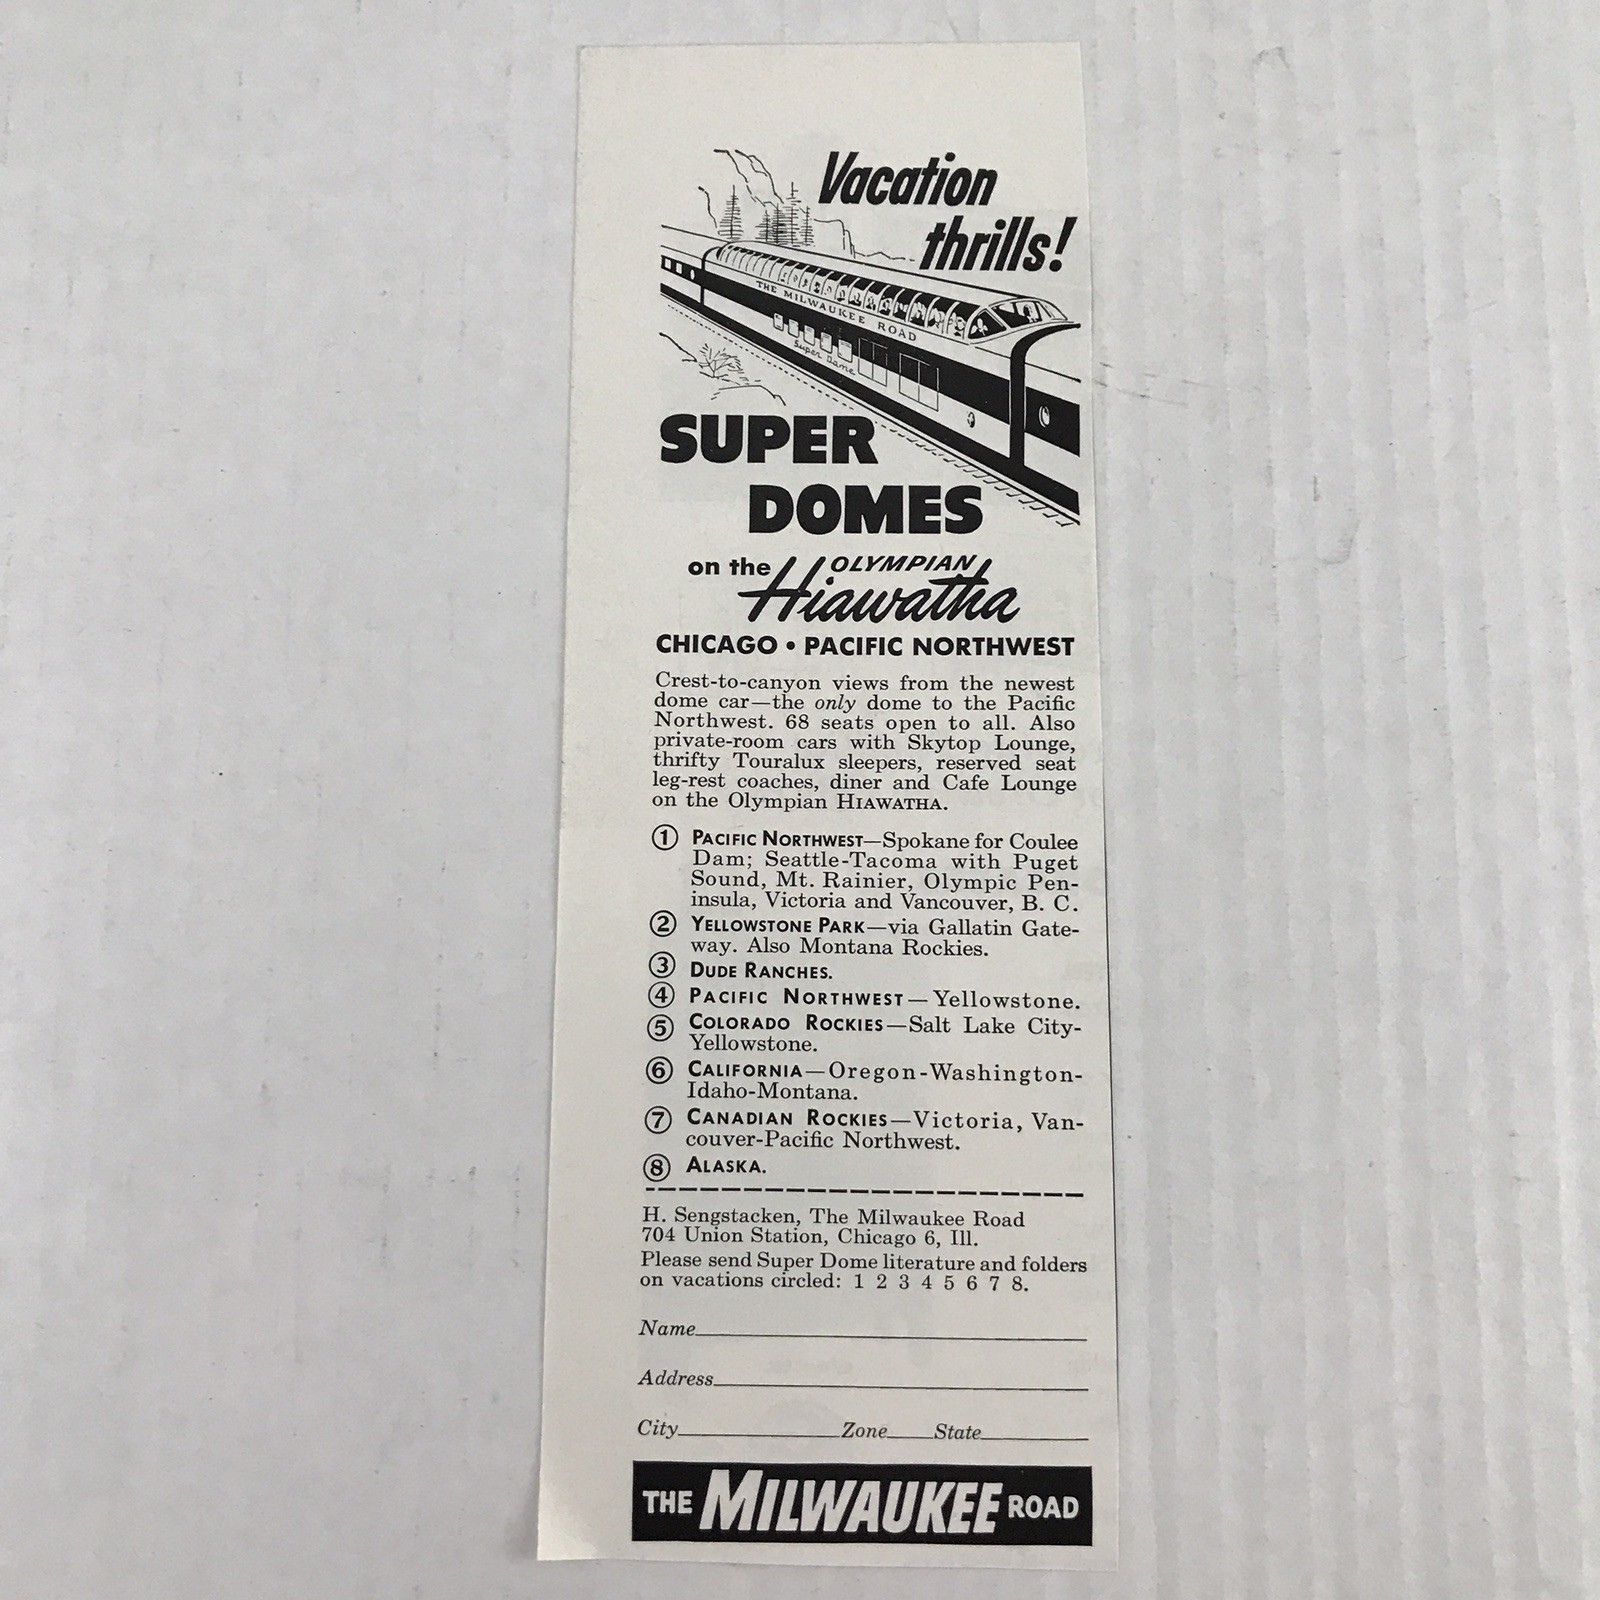 Vacation
thrills!
THE MILWAUKEE ROAD
Super Dome
SUPER
DOMES
on the OLYMPIAN
Hiawatha
CHICAGO • PACIFIC NORTHWEST
Crest-to-canyon views from the newest
dome car—the only dome to the Pacific
Northwest. 68 seats open to all. Also
private-room cars with Skytop Lounge,
thrifty Touralux sleepers, reserved seat
leg-rest coaches, diner and Cafe Lounge
on the Olympian HIAWATHA.
① PACIFIC NORTHWEST—Spokane for Coulee
Dam; Seattle-Tacoma with Puget
Sound, Mt. Rainier, Olympic Pen-
insula, Victoria and Vancouver, B. C.
② YELLOWSTONE PARK—via Gallatin Gate-
way. Also Montana Rockies.
③ DUDE RANCHES.
④ PACIFIC NORTHWEST—Yellowstone.
⑤ COLORADO ROCKIES—Salt Lake City-
Yellowstone.
⑥ CALIFORNIA—Oregon-Washington-
Idaho-Montana.
⑦ CANADIAN ROCKIES—Victoria, Van-
couver-Pacific Northwest.
⑧ ALASKA.
H. Sengstacken, The Milwaukee Road
704 Union Station, Chicago 6, Ill.
Please send Super Dome literature and folders
on vacations circled: 1 2 3 4 5 6 7 8.
Name
Address
City Zone State
THE MILWAUKEE ROAD